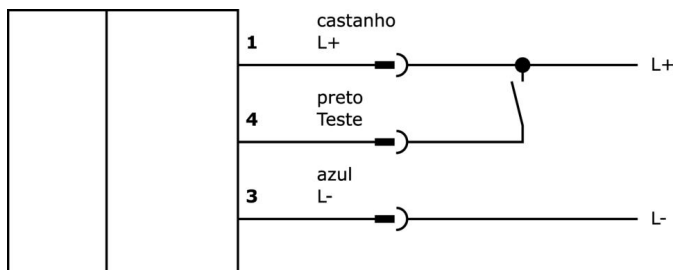 castanho
1 L+
L+
preto
4 Teste
azul
3 L-
L-